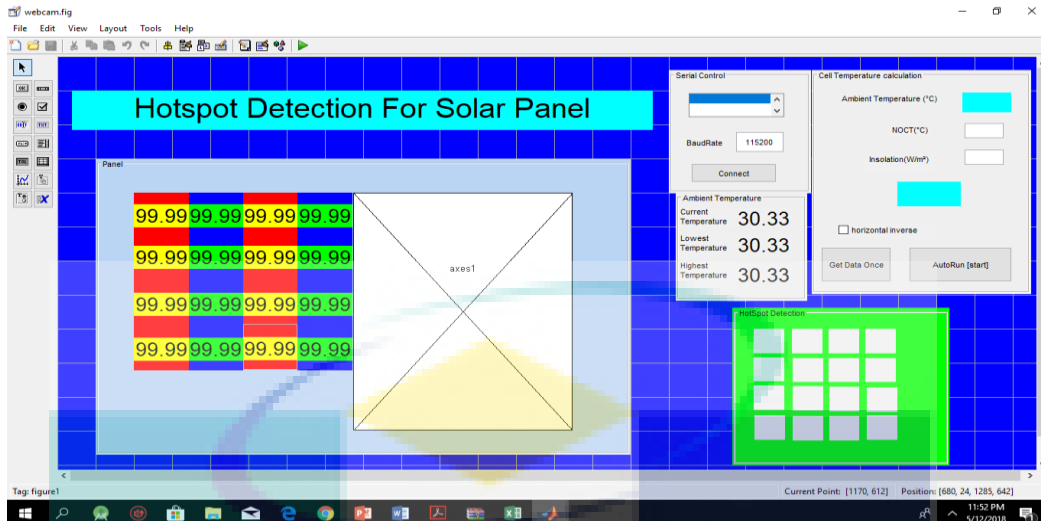 webcam.fig
File Edit View Layout Tools Help
Hotspot Detection For Solar Panel
Panel
99.99 99.99 99.99 99.99
99.99 99.99 99.99 99.99
99.99 99.99 99.99 99.99
99.99 99.99 99.99 99.99
axes1
Serial Control
BaudRate 115200
Connect
Ambient Temperature
Current Temperature 30.33
Lowest Temperature 30.33
Highest Temperature 30.33
Cell Temperature calculation
Ambient Temperature (°C)
NOCT(°C)
Insolation(W/m²)
horizontal inverse
Get Data Once AutoRun [start]
HotSpot Detection
Tag: figure1 Current Point: [1170, 612] Position: [680, 24, 1285, 642]
11:52 PM
5/12/2018